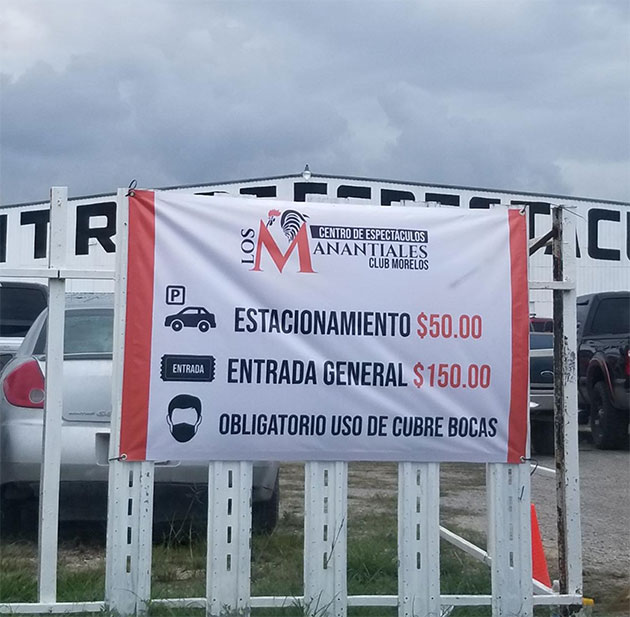 LOS
CENTRO DE ESPECTÁCULOS
MANANTIALES
CLUB MORELOS
P
ESTACIONAMIENTO $50.00
ENTRADA
ENTRADA GENERAL $150.00
OBLIGATORIO USO DE CUBRE BOCAS